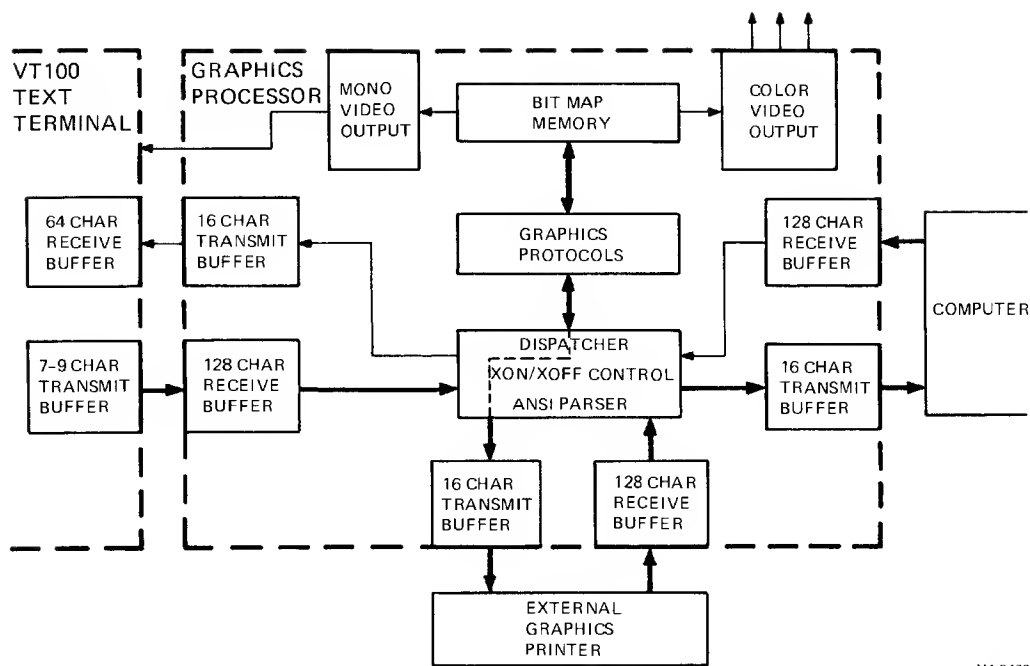 VT100
TEXT
TERMINAL
GRAPHICS
PROCESSOR
MONO
VIDEO
OUTPUT
BIT MAP
MEMORY
COLOR
VIDEO
OUTPUT
64 CHAR
RECEIVE
BUFFER
16 CHAR
TRANSMIT
BUFFER
GRAPHICS
PROTOCOLS
128 CHAR
RECEIVE
BUFFER
COMPUTER
7-9 CHAR
TRANSMIT
BUFFER
128 CHAR
RECEIVE
BUFFER
DISPATCHER
XON/XOFF CONTROL
ANSI PARSER
16 CHAR
TRANSMIT
BUFFER
16 CHAR
TRANSMIT
BUFFER
128 CHAR
RECEIVE
BUFFER
EXTERNAL
GRAPHICS
PRINTER